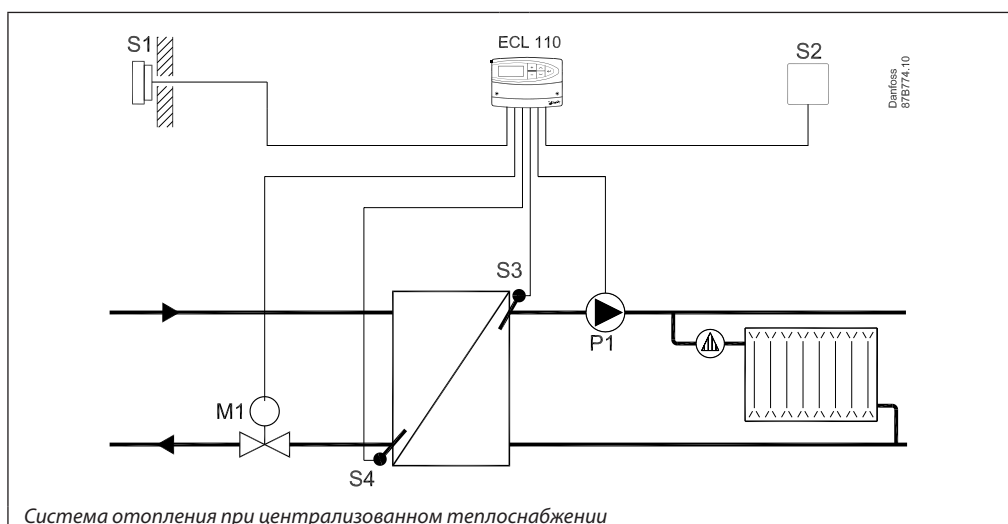 S1
ECL 110
S2
Danfoss
87B774.10
S3
P1
M1
S4
Система отопления при централизованном теплоснабжении